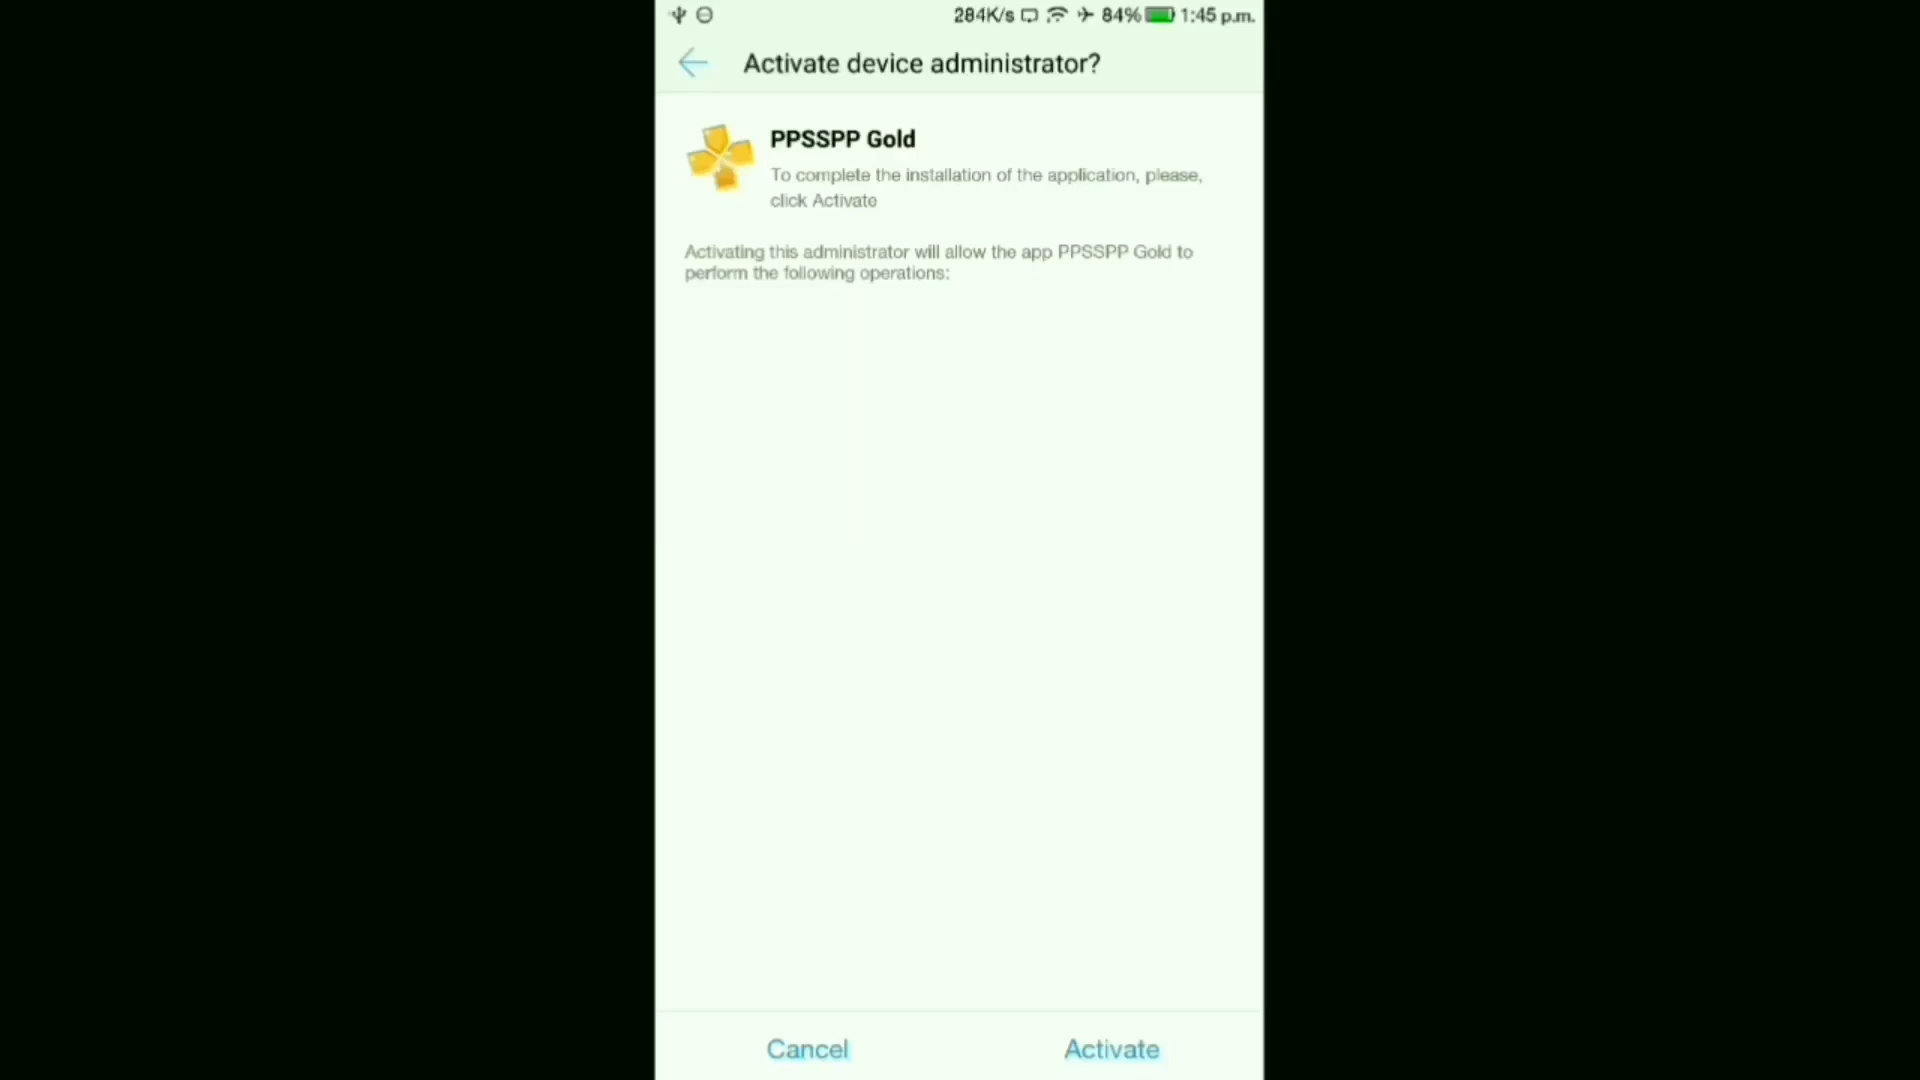 284K/s 84% 1:45 p.m.
Activate device administrator?
PPSSPP Gold
To complete the installation of the application, please,
click Activate
Activating this administrator will allow the app PPSSPP Gold to
perform the following operations:
Cancel Activate